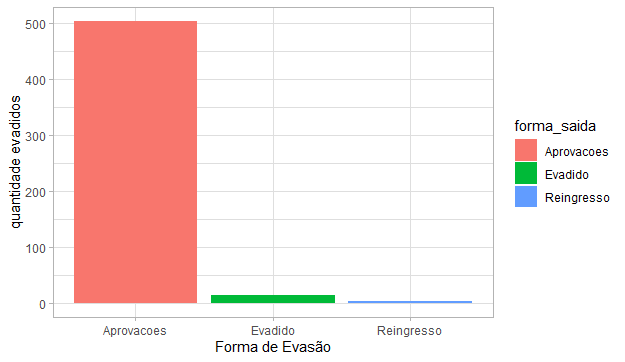 quantidade evadidos
500
400
300
200
100
0
Aprovacoes Evadido Reingresso
Forma de Evasão
forma_saida
Aprovacoes
Evadido
Reingresso